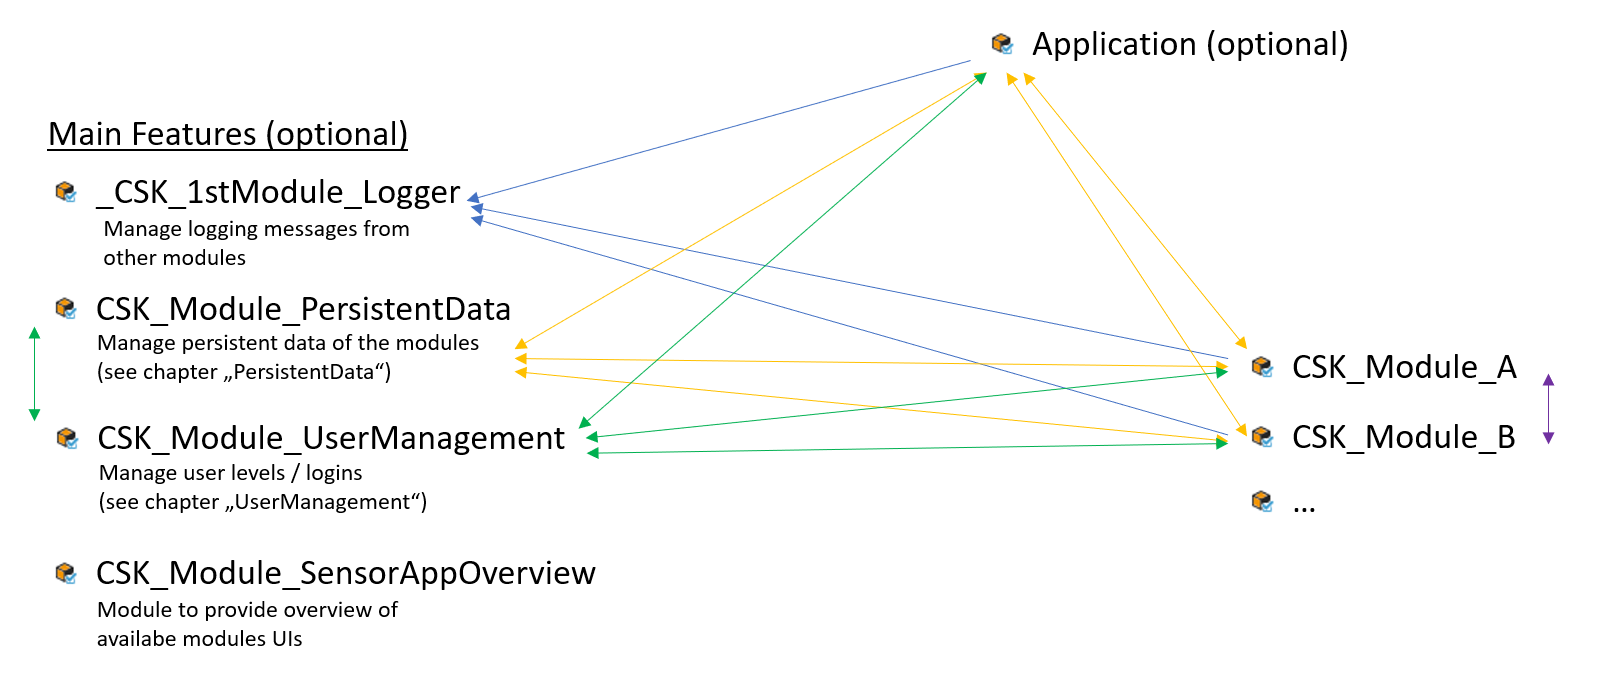 Application (optional)
Main Features (optional)
_CSK_1stModule_Logger
Manage logging messages from
other modules
CSK_Module_PersistentData
Manage persistent data of the modules
(see chapter „PersistentData“)
CSK_Module_UserManagement
Manage user levels / logins
(see chapter „UserManagement“)
CSK_Module_SensorAppOverview
Module to provide overview of
availabe modules UIs
CSK_Module_A
CSK_Module_B
...